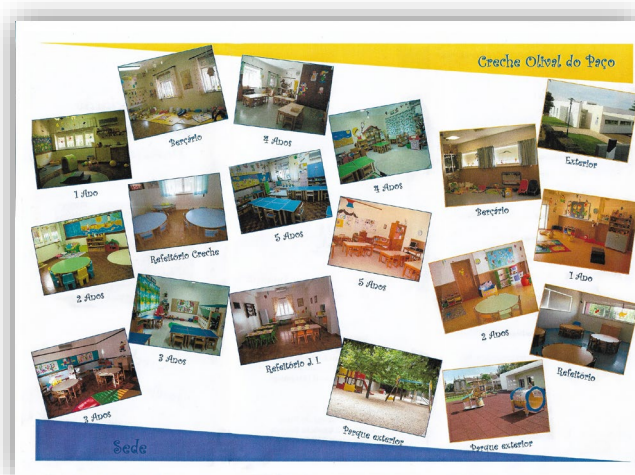 Creche Olival do Paço
Berçário
4 Anos
Exterior
1 Ano
4 Anos
Berçário
Refeitório Creche
5 Anos
1 Ano
2 Anos
5 Anos
3 Anos
2 Anos
Refeitório J. I.
Refeitório
3 Anos
Parque exterior
Parque exterior
Sede